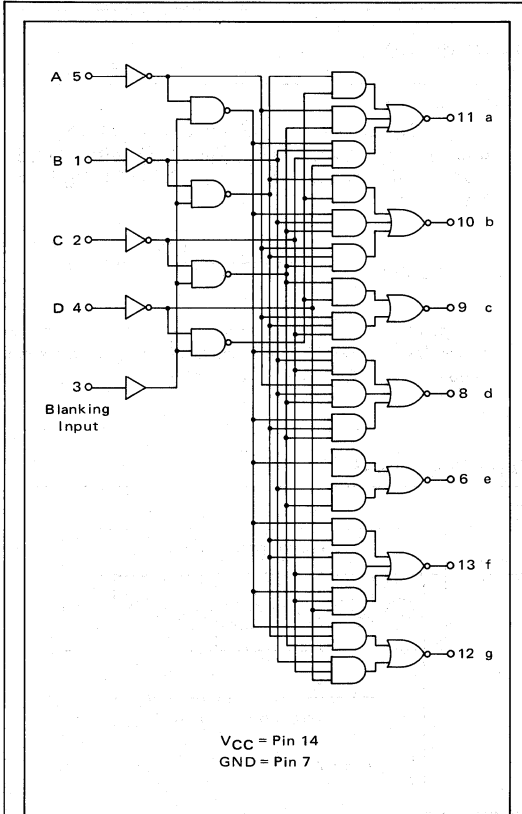 A 5
B 1
C 2
D 4
3
Blanking
Input
11 a
10 b
9 c
8 d
6 e
13 f
12 g
VCC = Pin 14
GND = Pin 7